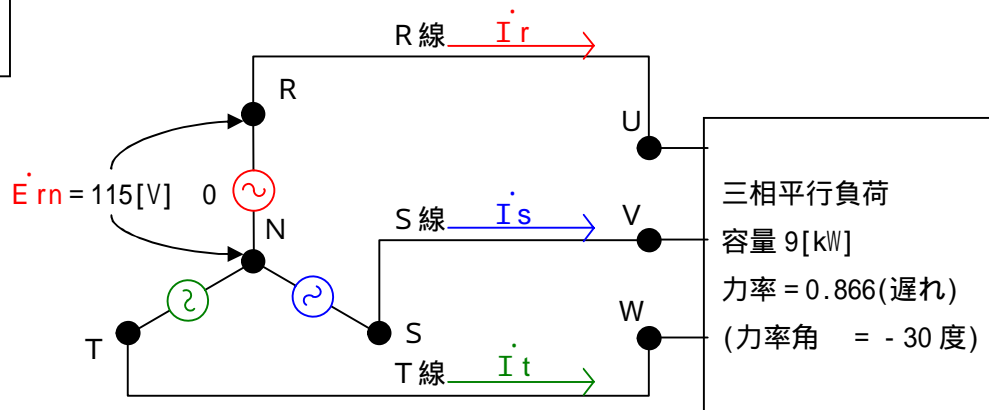 R線 İr
R
U
Ėrn=115[V] 0
N
S線 İs
V
三相平行負荷
容量 9[kW]
力率=0.866(遅れ)
(力率角 = -30度)
W
T
S
T線 İt